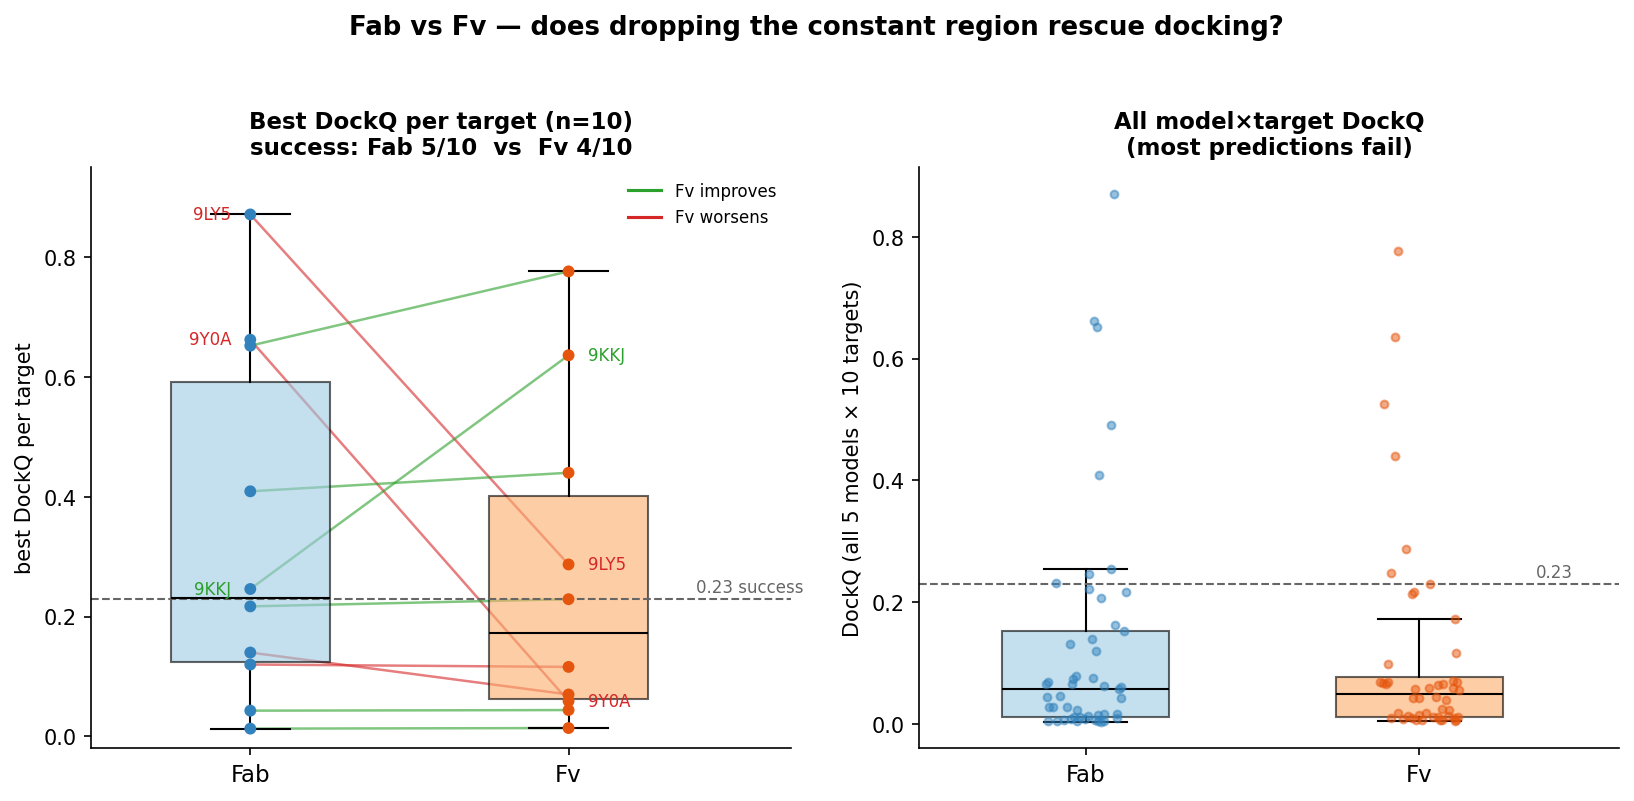 Fab vs Fv — does dropping the constant region rescue docking?
Best DockQ per target (n=10)
success: Fab 5/10  vs  Fv 4/10
best DockQ per target
0.8
0.6
0.4
0.2
0.0
Fv improves
Fv worsens
9LY5
9Y0A
9KKJ
9KKJ
9LY5
9Y0A
0.23 success
Fab
Fv
All model×target DockQ
(most predictions fail)
DockQ (all 5 models × 10 targets)
0.8
0.6
0.4
0.2
0.0
0.23
Fab
Fv